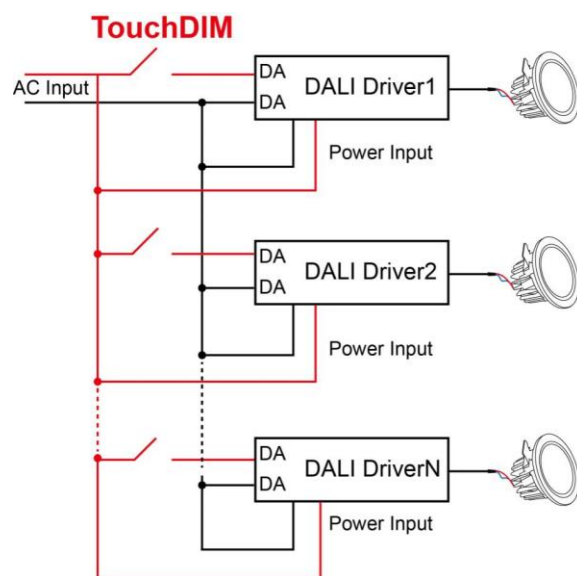 TouchDIM
AC Input
DA
DA
DALI Driver1
Power Input
DA
DA
DALI Driver2
Power Input
DA
DA
DALI DriverN
Power Input